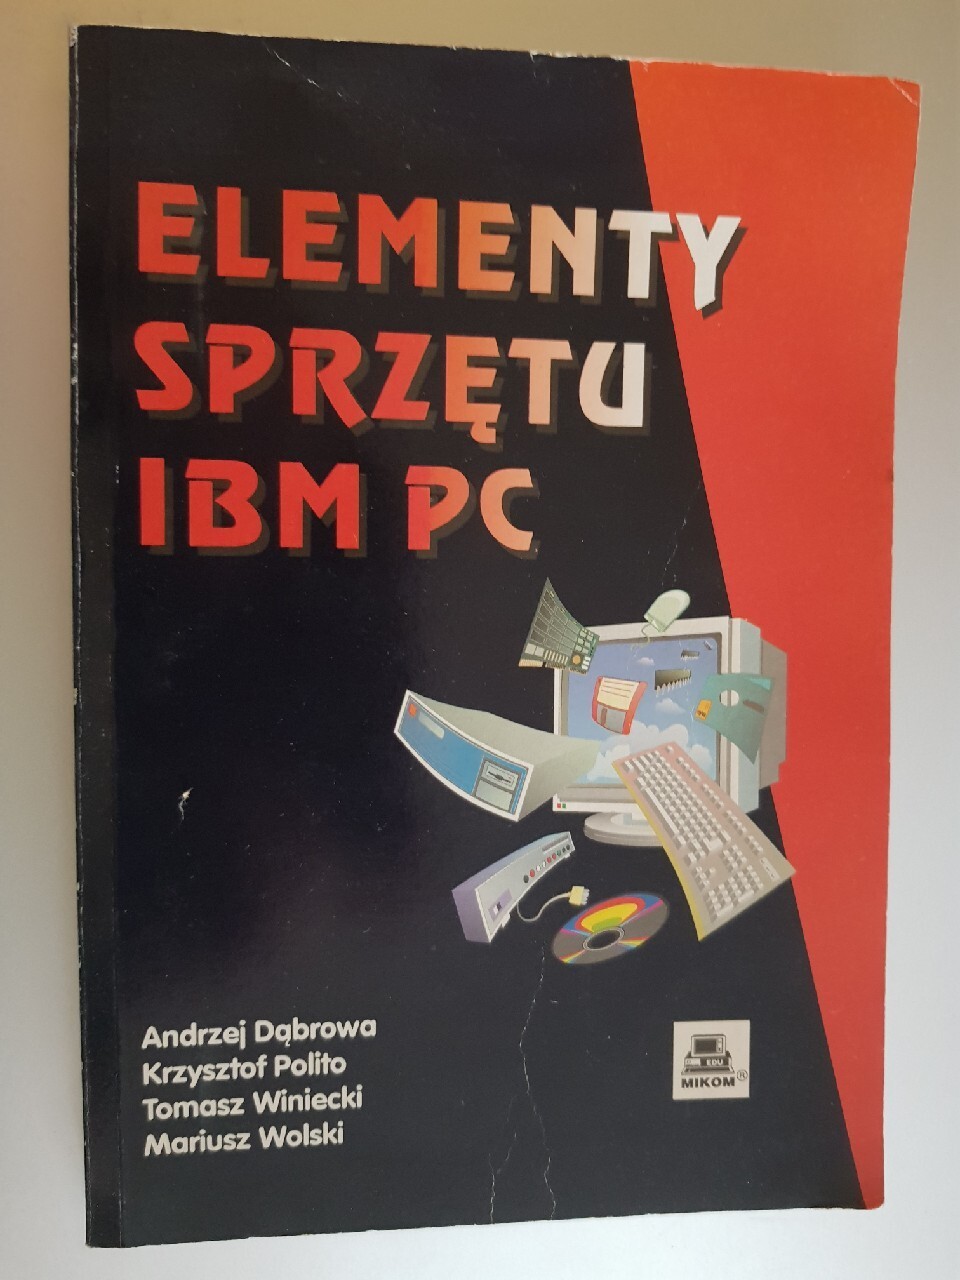 ELEMENTY
SPRZĘTU
IBM PC
Andrzej Dąbrowa
Krzysztof Polito
Tomasz Winiecki
Mariusz Wolski
EDU
MIKOM®